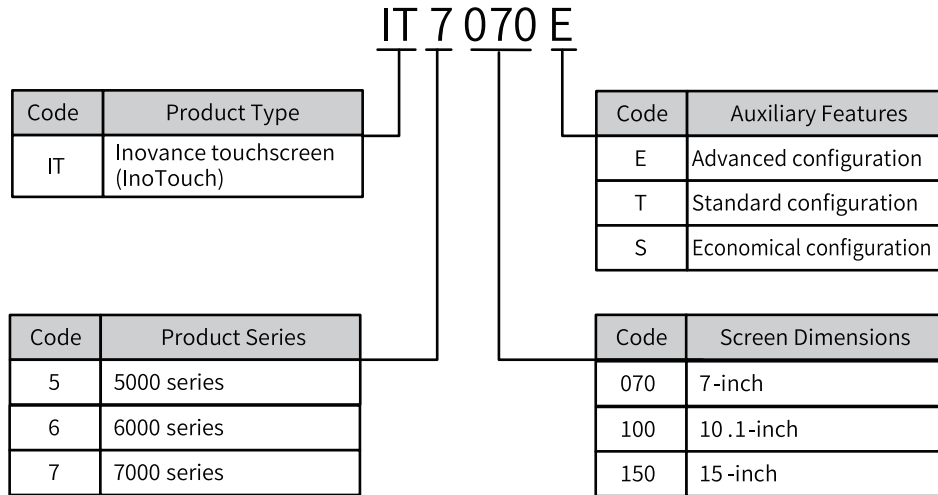 IT 7 070 E
Code Product Type
IT Inovance touchscreen
(InoTouch)
Code Auxiliary Features
E Advanced configuration
T Standard configuration
S Economical configuration
Code Product Series
5 5000 series
6 6000 series
7 7000 series
Code Screen Dimensions
070 7-inch
100 10 .1-inch
150 15 -inch